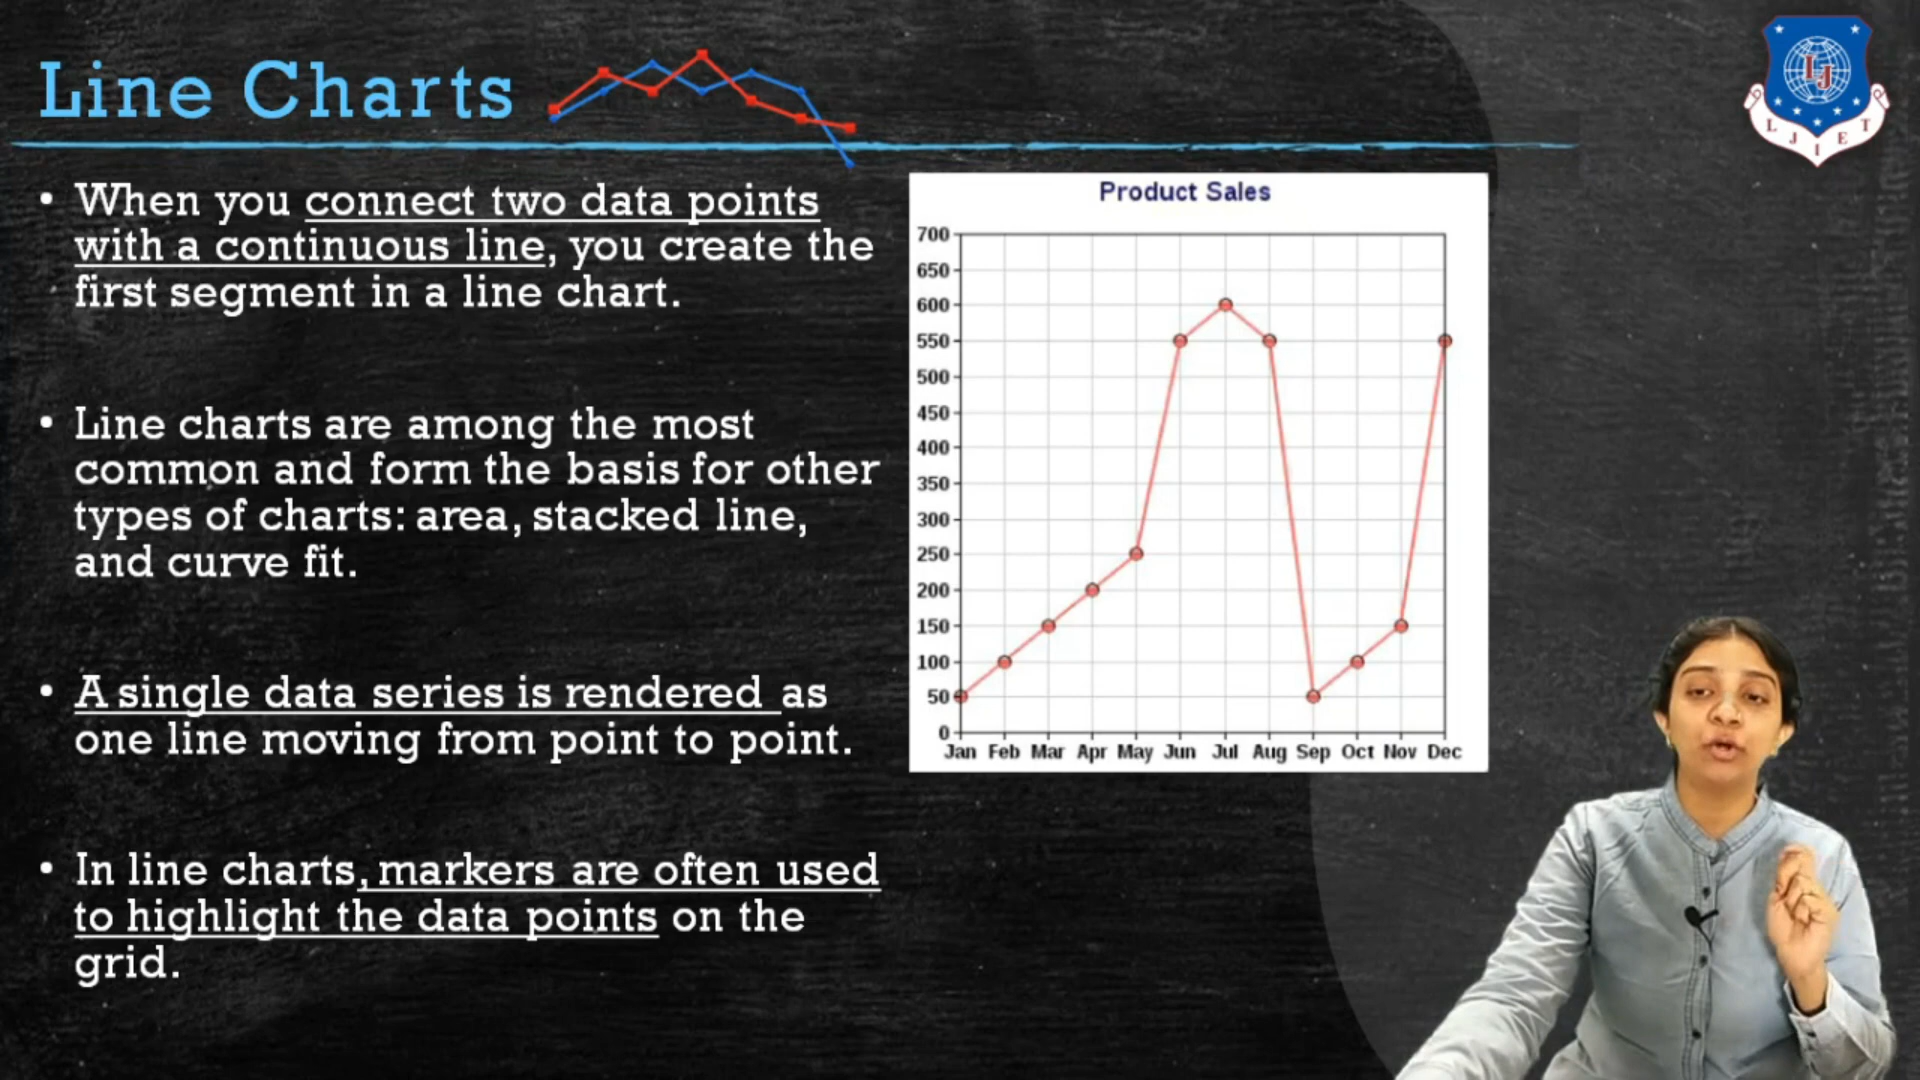 Line Charts
LJ
L J I E T
• When you connect two data points
with a continuous line, you create the
first segment in a line chart.
• Line charts are among the most
common and form the basis for other
types of charts: area, stacked line,
and curve fit.
• A single data series is rendered as
one line moving from point to point.
• In line charts, markers are often used
to highlight the data points on the
grid.
Product Sales
700
650
600
550
500
450
400
350
300
250
200
150
100
50
0
Jan Feb Mar Apr May Jun Jul Aug Sep Oct Nov Dec